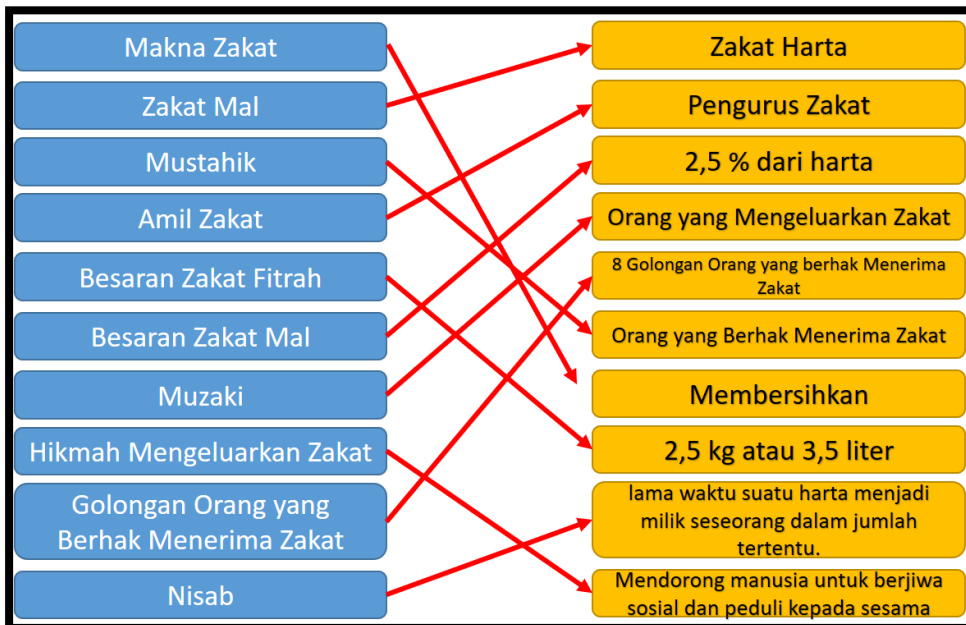 Makna Zakat
Zakat Mal
Mustahik
Amil Zakat
Besaran Zakat Fitrah
Besaran Zakat Mal
Muzaki
Hikmah Mengeluarkan Zakat
Golongan Orang yang
Berhak Menerima Zakat
Nisab
Zakat Harta
Pengurus Zakat
2,5 % dari harta
Orang yang Mengeluarkan Zakat
8 Golongan Orang yang berhak Menerima
Zakat
Orang yang Berhak Menerima Zakat
Membersihkan
2,5 kg atau 3,5 liter
lama waktu suatu harta menjadi
milik seseorang dalam jumlah
tertentu.
Mendorong manusia untuk berjiwa
sosial dan peduli kepada sesama